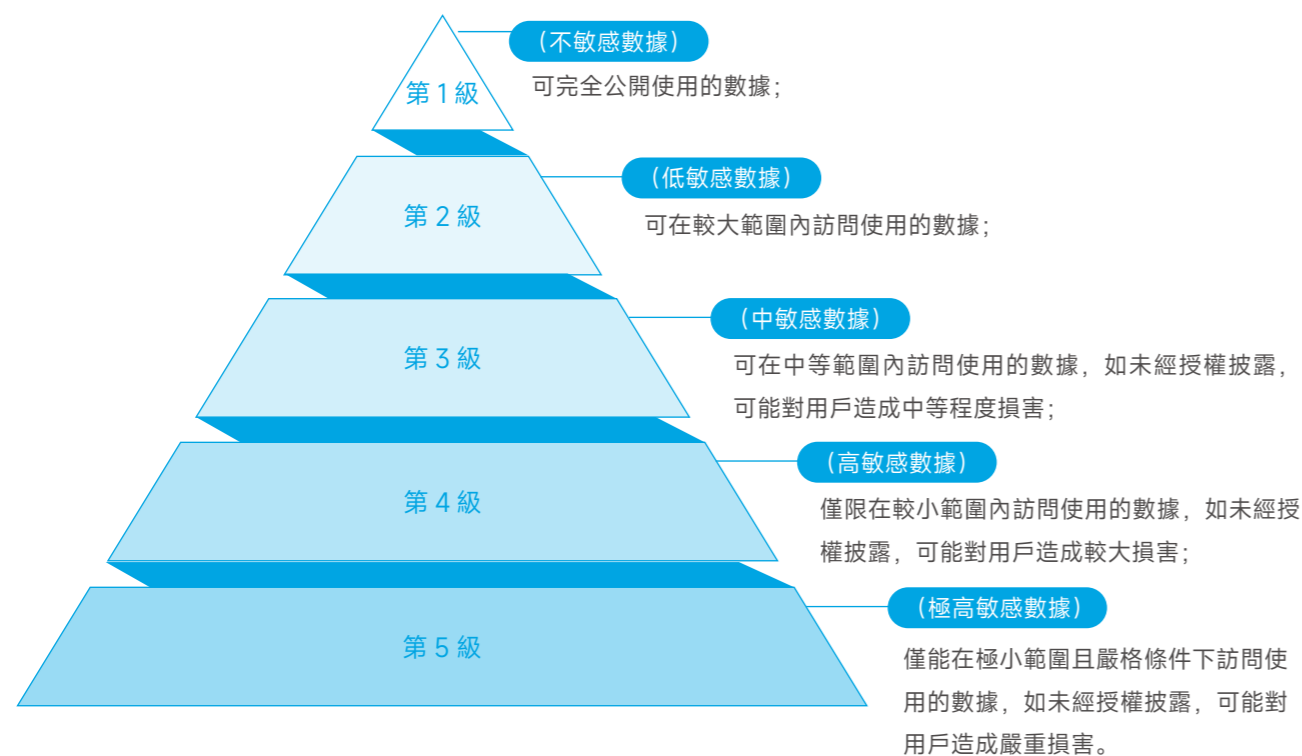 (不敏感數據)
第 1 級
可完全公開使用的數據;
(低敏感數據)
第 2 級
可在較大範圍內訪問使用的數據;
(中敏感數據)
第 3 級
可在中等範圍內訪問使用的數據,如未經授權披露,
可能對用戶造成中等程度損害;
(高敏感數據)
第 4 級
僅限在較小範圍內訪問使用的數據,如未經授
權披露,可能對用戶造成較大損害;
(極高敏感數據)
第 5 級
僅能在極小範圍且嚴格條件下訪問使
用的數據,如未經授權披露,可能對
用戶造成嚴重損害。